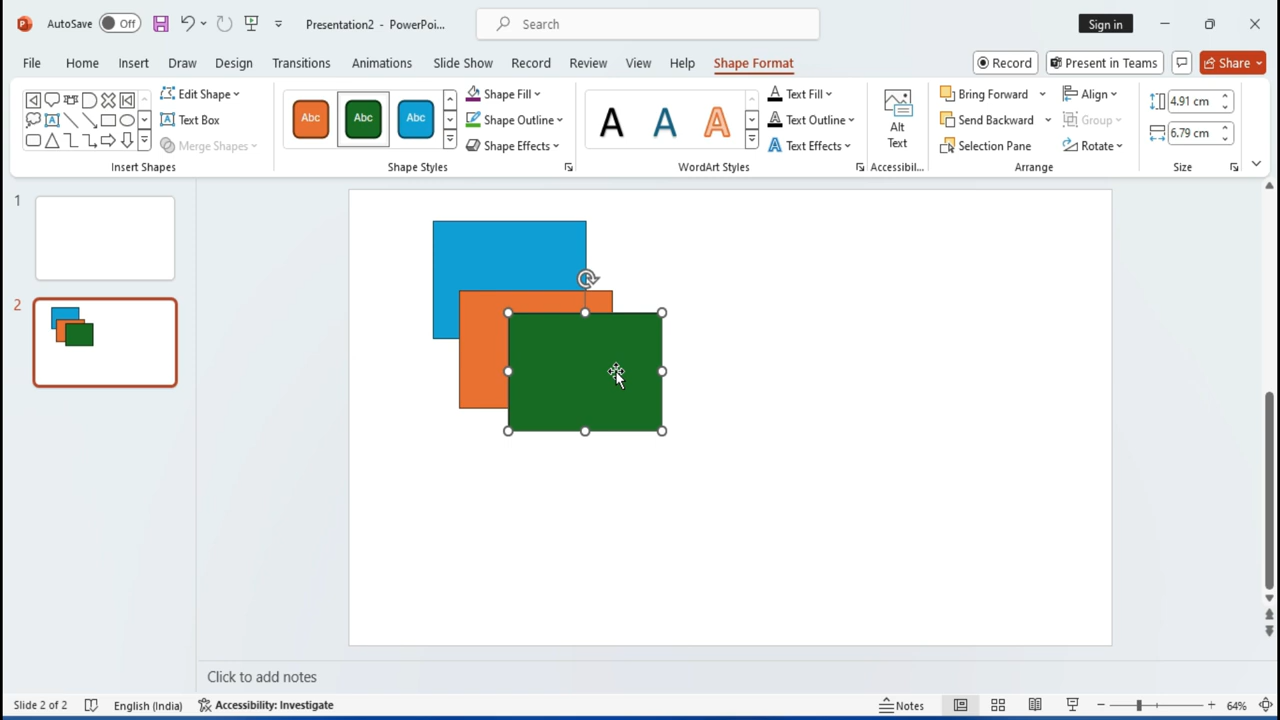 AutoSave Off Presentation2 - PowerPoi... Search Sign in
File Home Insert Draw Design Transitions Animations Slide Show Record Review View Help Shape Format Record Present in Teams Share
Edit Shape Abc Abc Abc Shape Fill A A A Text Fill Bring Forward Align 4.91 cm
Text Box Shape Outline Text Outline Alt Text Send Backward Group 6.79 cm
Merge Shapes Shape Effects Text Effects Selection Pane Rotate
Insert Shapes Shape Styles WordArt Styles Accessibil... Arrange Size
1
2
Click to add notes
Slide 2 of 2 English (India) Accessibility: Investigate Notes 64%